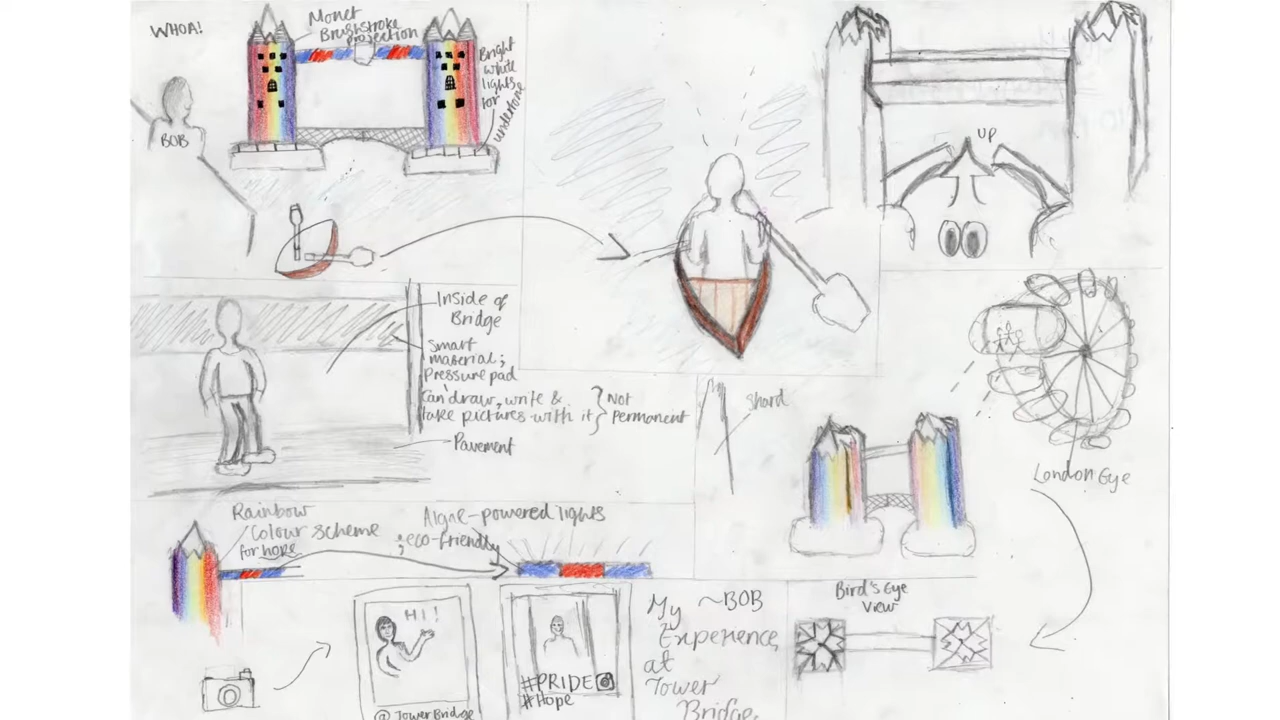 WHOA!
Monet
Brushstroke
projection
Bright
white
lights
for
undertone
BOB
UP
Inside of
Bridge
Smart
material;
Pressure pad
Can draw, write &
take pictures with it
Not
Permanent
Pavement
Shard
London Eye
Rainbow
Colour scheme
for hope
Algae-powered lights
; eco-friendly
HI!
@TowerBridge
#PRIDE
#Hope
My ~BOB
Experience
at
Tower
Bridge.
Bird's Eye
View